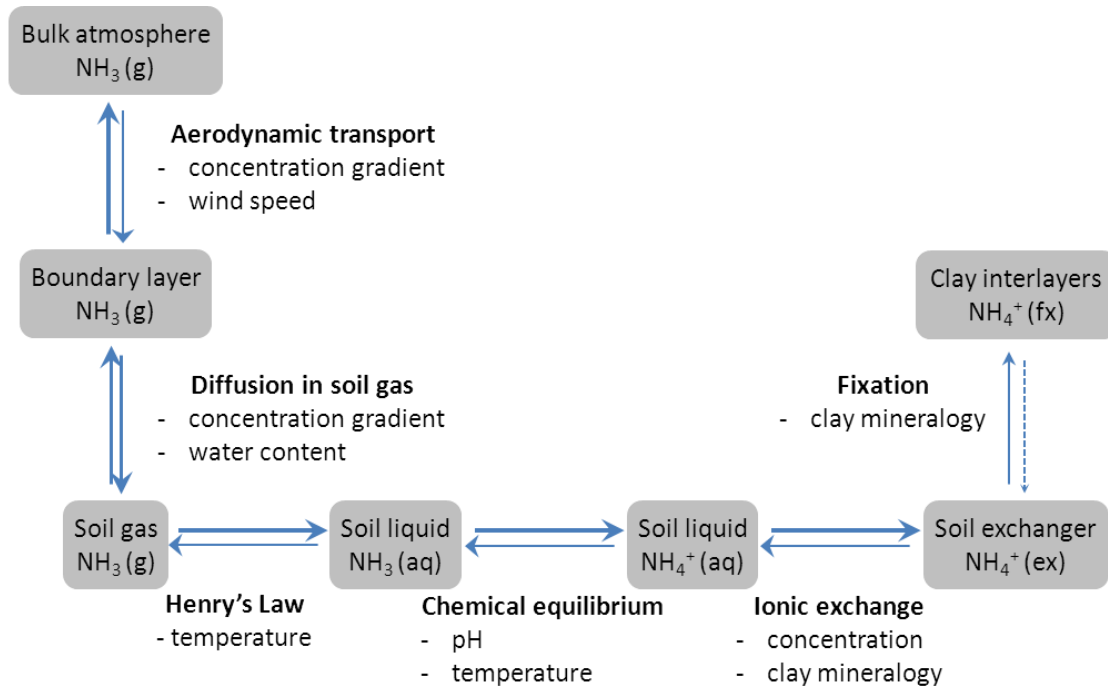 Bulk atmosphere
NH₃ (g)
Aerodynamic transport
- concentration gradient
- wind speed
Boundary layer
NH₃ (g)
Clay interlayers
NH₄⁺ (fx)
Diffusion in soil gas
- concentration gradient
- water content
Fixation
- clay mineralogy
Soil gas
NH₃ (g)
Soil liquid
NH₃ (aq)
Soil liquid
NH₄⁺ (aq)
Soil exchanger
NH₄⁺ (ex)
Henry’s Law
- temperature
Chemical equilibrium
- pH
- temperature
Ionic exchange
- concentration
- clay mineralogy